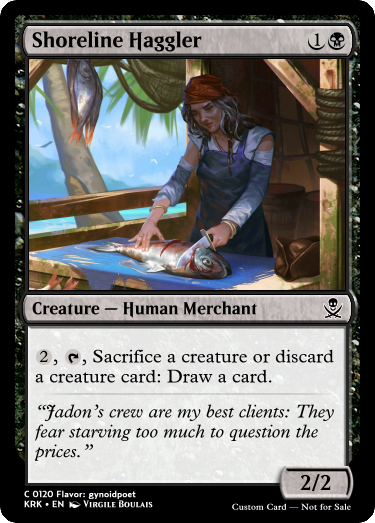 Shoreline Haggler 1
Creature — Human Merchant
2, , Sacrifice a creature or discard
a creature card: Draw a card.
“Jadon's crew are my best clients: They
fear starving too much to question the
prices.”
2/2
C 0120 Flavor: gynoidpoet
KRK • EN Virgile Boulais
Custom Card — Not for Sale